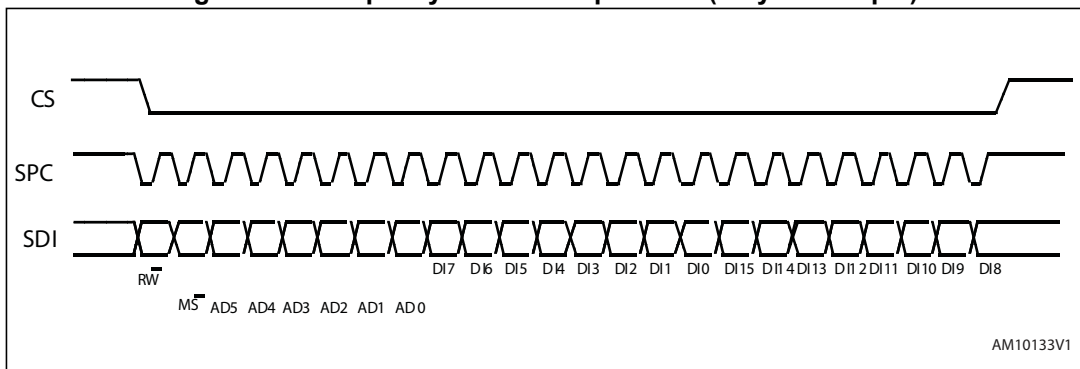 CS
SPC
SDI
DI7 DI6 DI5 DI4 DI3 DI2 DI1 DI0 DI15 DI14 DI13 DI12 DI11 DI10 DI9 DI8
RW
MS AD5 AD4 AD3 AD2 AD1 AD0
AM10133V1